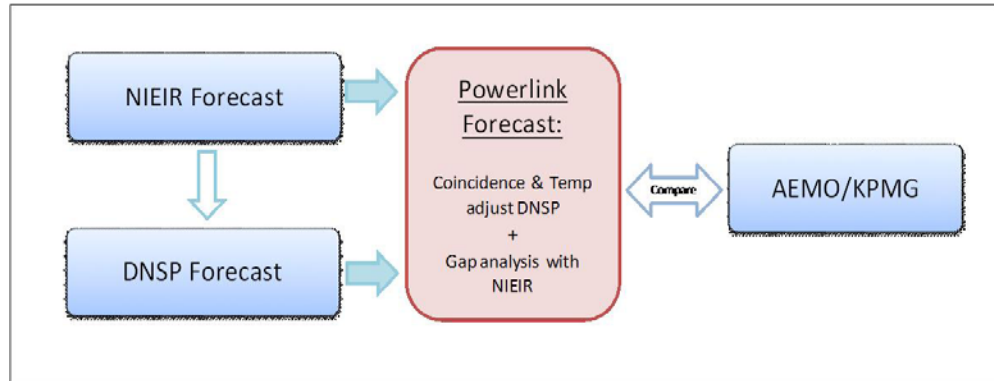 NIEIR Forecast
DNSP Forecast
Powerlink
Forecast:
Coincidence & Temp
adjust DNSP
+
Gap analysis with
NIEIR
Compare
AEMO/KPMG